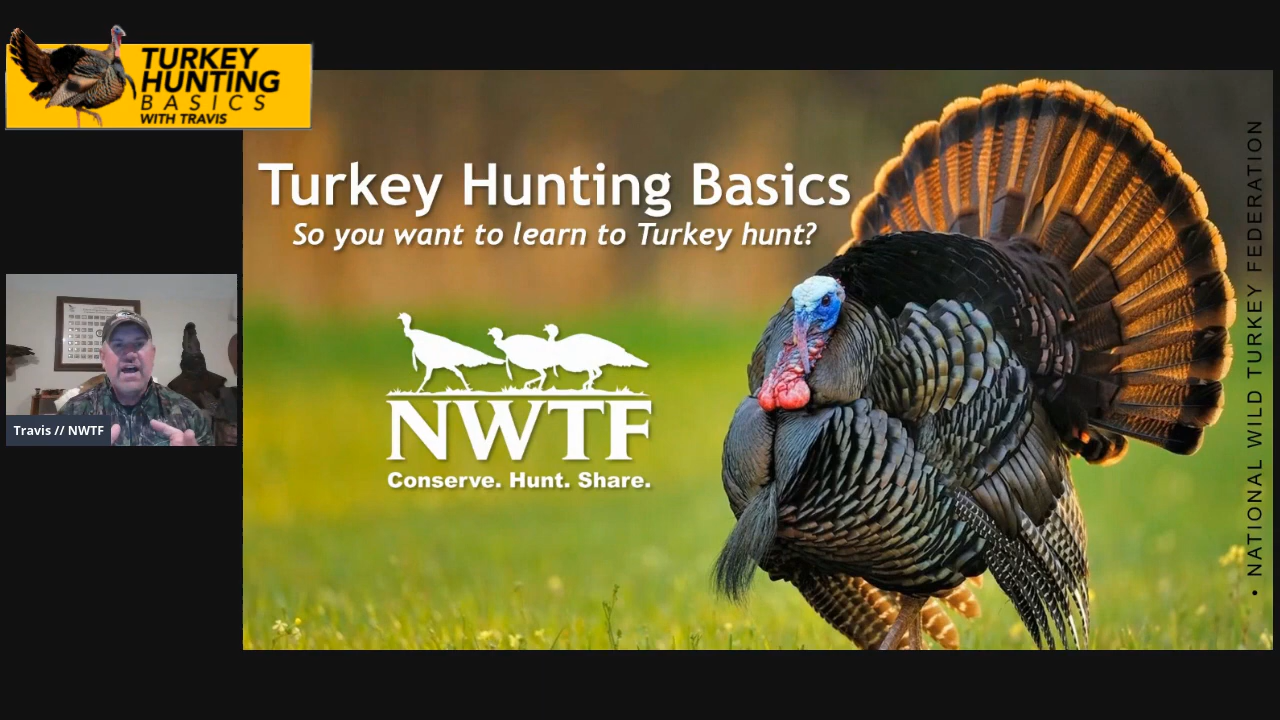 TURKEY
HUNTING
BASICS
WITH TRAVIS
Turkey Hunting Basics
So you want to learn to Turkey hunt?
NWTF
Conserve. Hunt. Share.
• NATIONAL WILD TURKEY FEDERATION
Travis // NWTF